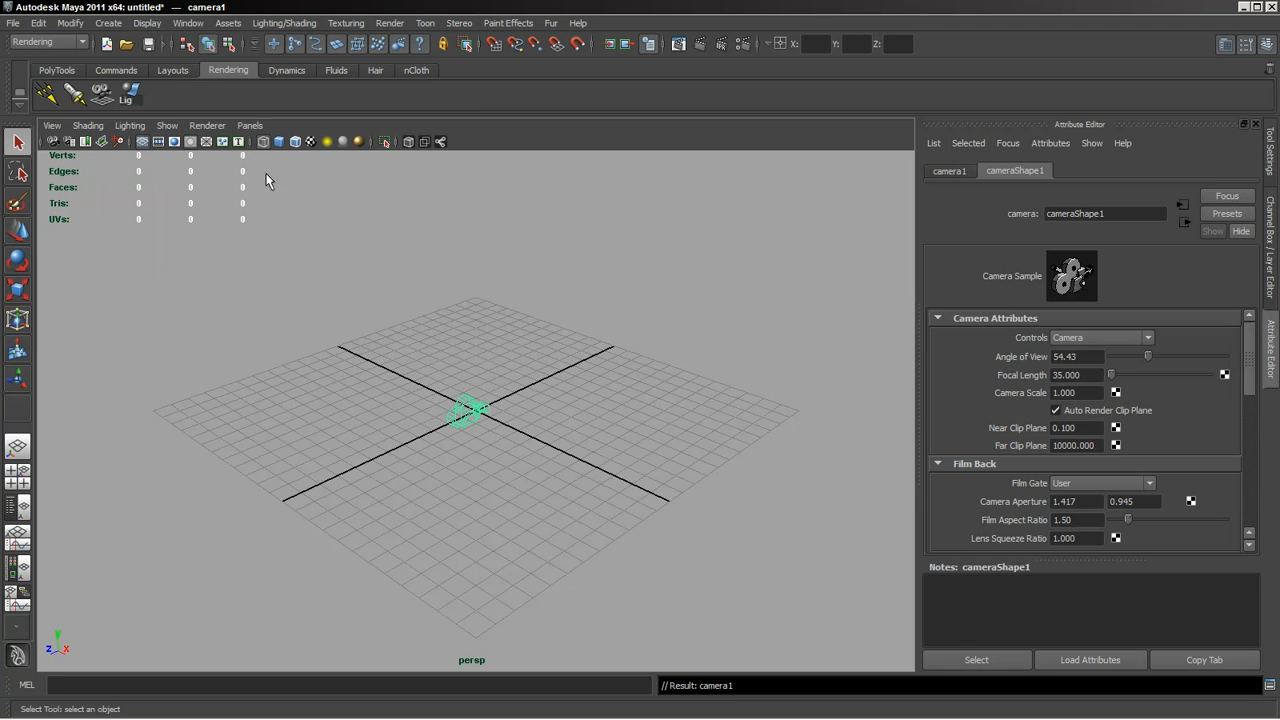 Autodesk Maya 2011 x64: untitled*   ---   camera1
File Edit Modify Create Display Window Assets Lighting/Shading Texturing Render Toon Stereo Paint Effects Fur Help
Rendering X: Y: Z:
PolyTools Commands Layouts Rendering Dynamics Fluids Hair nCloth
Lig
View Shading Lighting Show Renderer Panels
Verts: 0 0 0
Edges: 0 0 0
Faces: 0 0 0
Tris: 0 0 0
UVs: 0 0 0
persp
Y
Z X
Attribute Editor
List Selected Focus Attributes Show Help
camera1 cameraShape1
Focus
camera: cameraShape1 Presets
Show Hide
Camera Sample
Camera Attributes
Controls Camera
Angle of View 54.43
Focal Length 35.000
Camera Scale 1.000
Auto Render Clip Plane
Near Clip Plane 0.100
Far Clip Plane 10000.000
Film Back
Film Gate User
Camera Aperture 1.417 0.945
Film Aspect Ratio 1.50
Lens Squeeze Ratio 1.000
Notes: cameraShape1
Select Load Attributes Copy Tab
Tool Settings
Channel Box / Layer Editor
Attribute Editor
MEL // Result: camera1
Select Tool: select an object